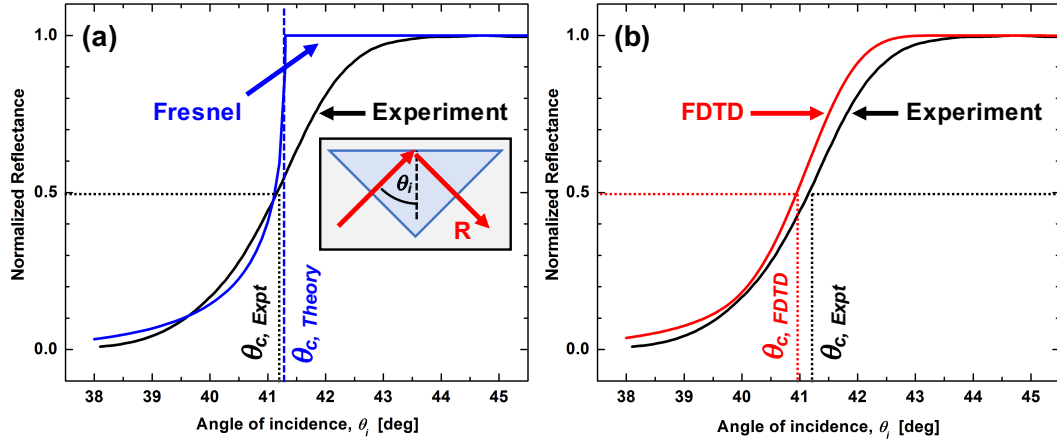 (a)
Normalized Reflectance
1.0
0.5
0.0
Fresnel
Experiment
θi
R
θc, Expt
θc, Theory
38 39 40 41 42 43 44 45
Angle of incidence, θi [deg]
(b)
Normalized Reflectance
1.0
0.5
0.0
FDTD
Experiment
θc, FDTD
θc, Expt
38 39 40 41 42 43 44 45
Angle of incidence, θi [deg]